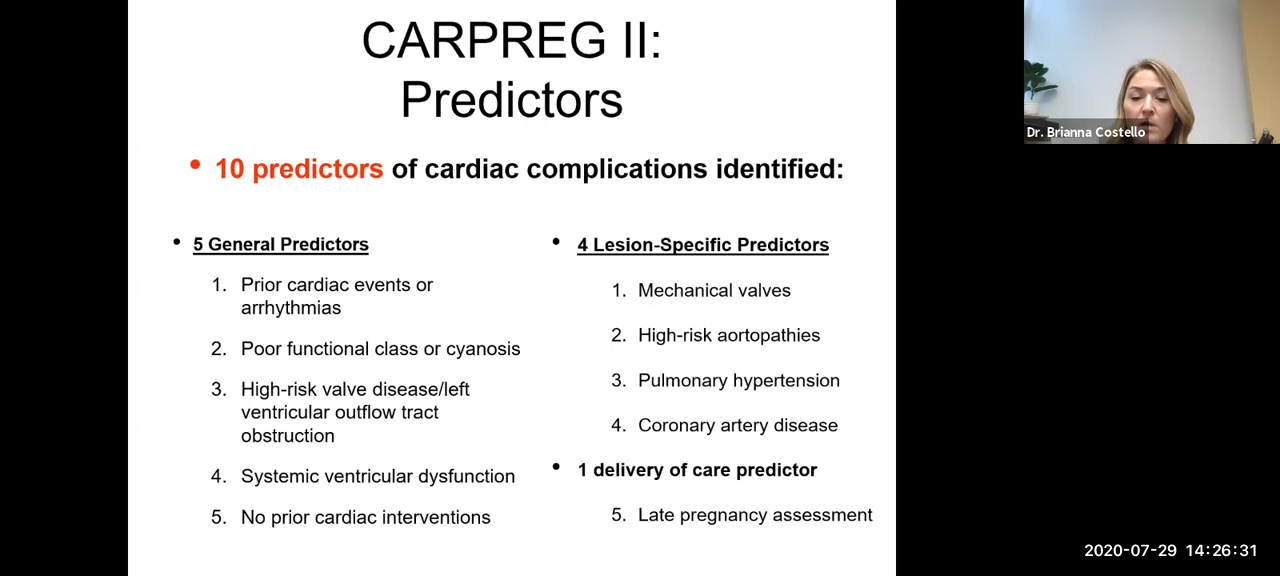 CARPREG II:
Predictors
• 10 predictors of cardiac complications identified:
• 5 General Predictors
1. Prior cardiac events or
arrhythmias
2. Poor functional class or cyanosis
3. High-risk valve disease/left
ventricular outflow tract
obstruction
4. Systemic ventricular dysfunction
5. No prior cardiac interventions
• 4 Lesion-Specific Predictors
1. Mechanical valves
2. High-risk aortopathies
3. Pulmonary hypertension
4. Coronary artery disease
• 1 delivery of care predictor
5. Late pregnancy assessment
Dr. Brianna Costello
2020-07-29 14:26:31